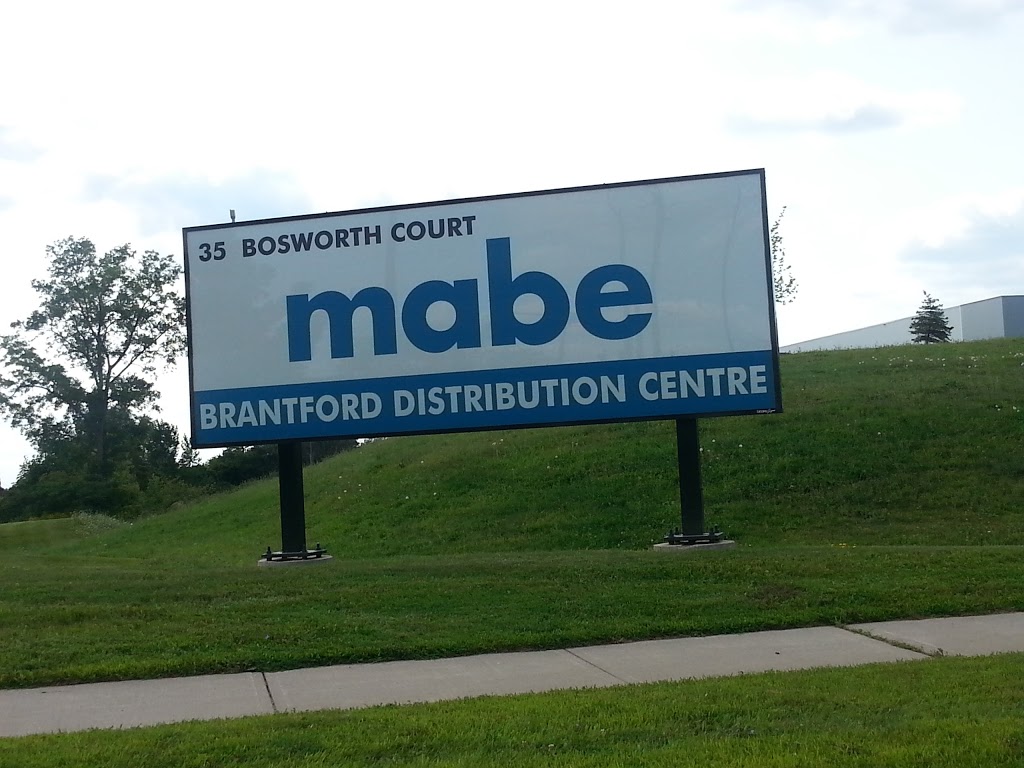 35 BOSWORTH COURT
mabe
BRANTFORD DISTRIBUTION CENTRE